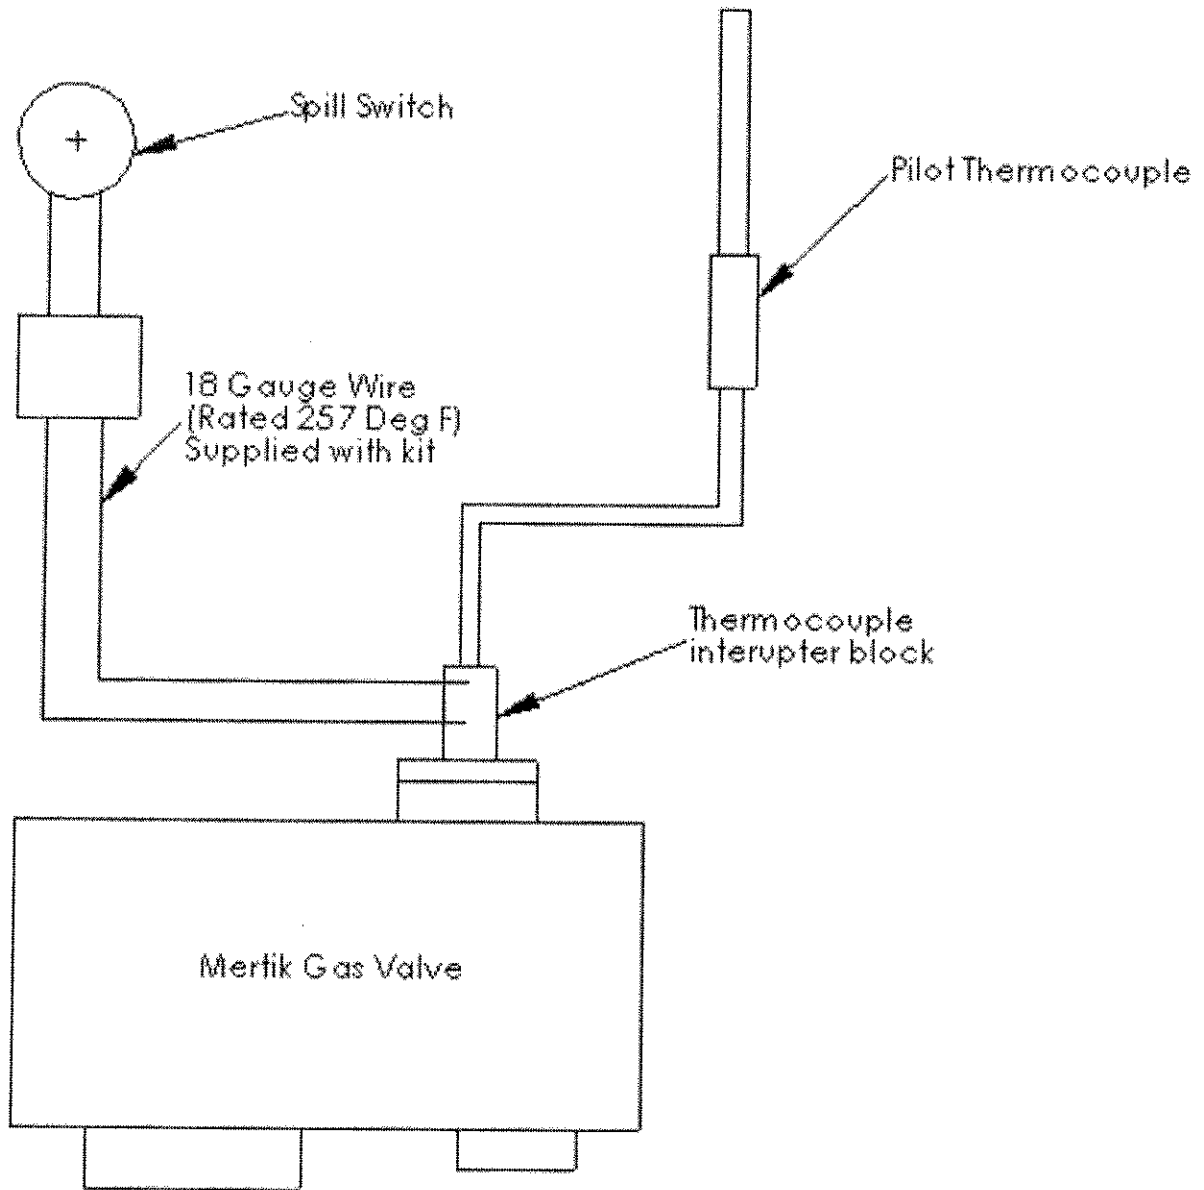 Spill Switch
Pilot Thermocouple
18 Gauge Wire
(Rated 257 Deg F)
Supplied with kit
Thermocouple
interupter block
Mertik Gas Valve